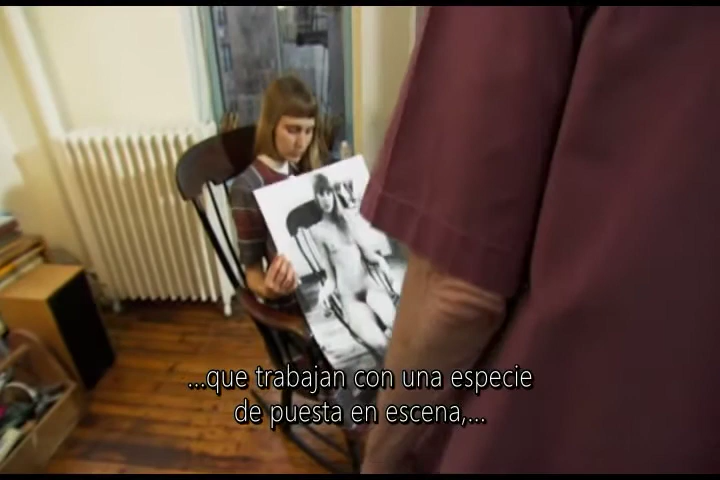 ...que trabajan con una especie
de puesta en escena,...